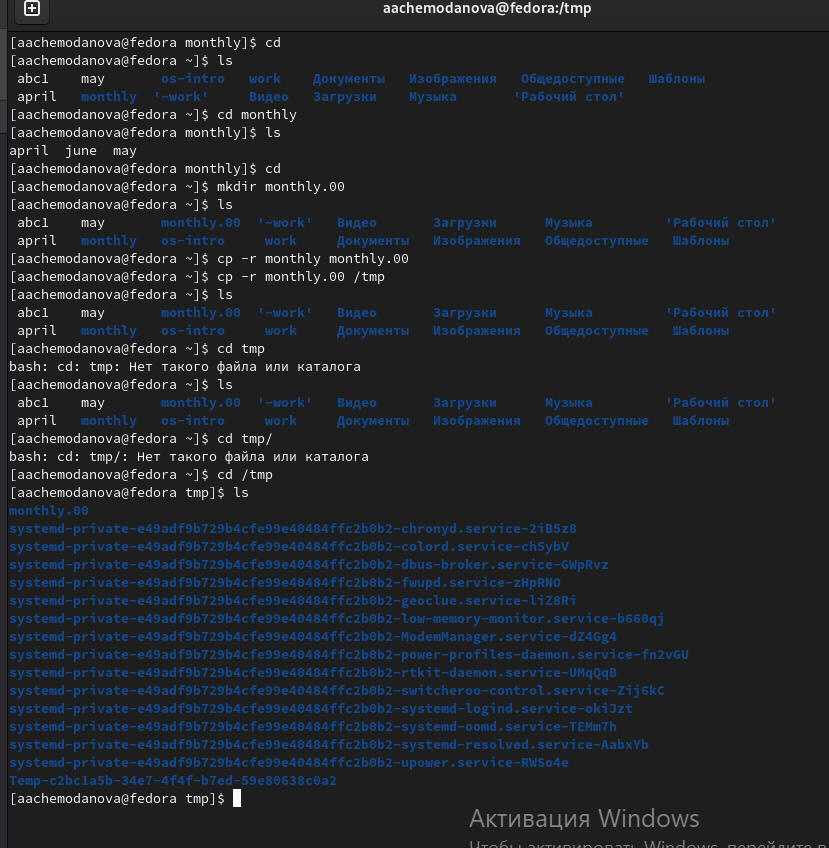 aachemodanova@fedora:/tmp
[aachemodanova@fedora monthly]$ cd
[aachemodanova@fedora ~]$ ls
abc1 may os-intro work Документы Изображения Общедоступные Шаблоны
april monthly '~work' Видео Загрузки Музыка 'Рабочий стол'
[aachemodanova@fedora ~]$ cd monthly
[aachemodanova@fedora monthly]$ ls
april june may
[aachemodanova@fedora monthly]$ cd
[aachemodanova@fedora ~]$ mkdir monthly.00
[aachemodanova@fedora ~]$ ls
abc1 may monthly.00 '~work' Видео Загрузки Музыка 'Рабочий стол'
april monthly os-intro work Документы Изображения Общедоступные Шаблоны
[aachemodanova@fedora ~]$ cp -r monthly monthly.00
[aachemodanova@fedora ~]$ cp -r monthly.00 /tmp
[aachemodanova@fedora ~]$ ls
abc1 may monthly.00 '~work' Видео Загрузки Музыка 'Рабочий стол'
april monthly os-intro work Документы Изображения Общедоступные Шаблоны
[aachemodanova@fedora ~]$ cd tmp
bash: cd: tmp: Нет такого файла или каталога
[aachemodanova@fedora ~]$ ls
abc1 may monthly.00 '~work' Видео Загрузки Музыка 'Рабочий стол'
april monthly os-intro work Документы Изображения Общедоступные Шаблоны
[aachemodanova@fedora ~]$ cd tmp/
bash: cd: tmp/: Нет такого файла или каталога
[aachemodanova@fedora ~]$ cd /tmp
[aachemodanova@fedora tmp]$ ls
monthly.00
systemd-private-e49adf9b729b4cfe99e40484ffc2b0b2-chronyd.service-2iB5z8
systemd-private-e49adf9b729b4cfe99e40484ffc2b0b2-colord.service-ch5ybV
systemd-private-e49adf9b729b4cfe99e40484ffc2b0b2-dbus-broker.service-GWpRvz
systemd-private-e49adf9b729b4cfe99e40484ffc2b0b2-fwupd.service-zHpRNO
systemd-private-e49adf9b729b4cfe99e40484ffc2b0b2-geoclue.service-liZ8Ri
systemd-private-e49adf9b729b4cfe99e40484ffc2b0b2-low-memory-monitor.service-b660qj
systemd-private-e49adf9b729b4cfe99e40484ffc2b0b2-ModemManager.service-dZ4Gg4
systemd-private-e49adf9b729b4cfe99e40484ffc2b0b2-power-profiles-daemon.service-fn2vGU
systemd-private-e49adf9b729b4cfe99e40484ffc2b0b2-rtkit-daemon.service-UMqQqB
systemd-private-e49adf9b729b4cfe99e40484ffc2b0b2-switcheroo-control.service-Zij6kC
systemd-private-e49adf9b729b4cfe99e40484ffc2b0b2-systemd-logind.service-okiJzt
systemd-private-e49adf9b729b4cfe99e40484ffc2b0b2-systemd-oomd.service-TEMm7h
systemd-private-e49adf9b729b4cfe99e40484ffc2b0b2-systemd-resolved.service-AabxYb
systemd-private-e49adf9b729b4cfe99e40484ffc2b0b2-upower.service-RWSo4e
Temp-c2bc1a5b-34e7-4f4f-b7ed-59e80638c0a2
[aachemodanova@fedora tmp]$
Активация Windows
Чтобы активировать Windows, перейдите в